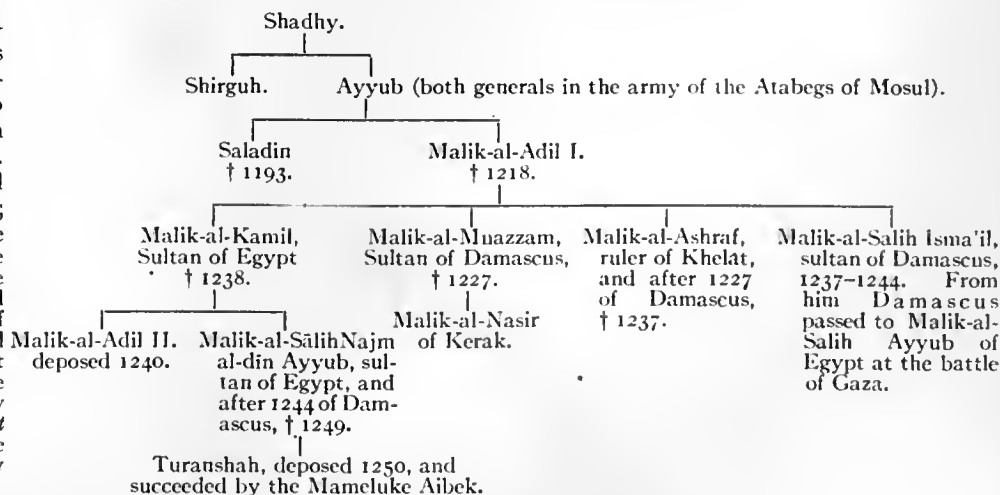 Shadhy.
Shirguh.
Ayyub (both generals in the army of the Atabegs of Mosul).
Saladin
† 1193.
Malik-al-Adil I.
† 1218.
Malik-al-Kamil,
Sultan of Egypt
† 1238.
Malik-al-Muazzam,
Sultan of Damascus,
† 1227.
Malik-al-Ashraf,
ruler of Khelat,
and after 1227
of Damascus,
† 1237.
Malik-al-Salih Isma'il,
sultan of Damascus,
1237–1244. From
him Damascus
passed to Malik-al-
Salih Ayyub of
Egypt at the battle
of Gaza.
Malik-al-Adil II.
deposed 1240.
Malik-al-Sālih Najm
al-din Ayyub, sul-
tan of Egypt, and
after 1244 of Dam-
ascus, † 1249.
Malik-al-Nasir
of Kerak.
Turanshah, deposed 1250, and
succeeded by the Mameluke Aibek.